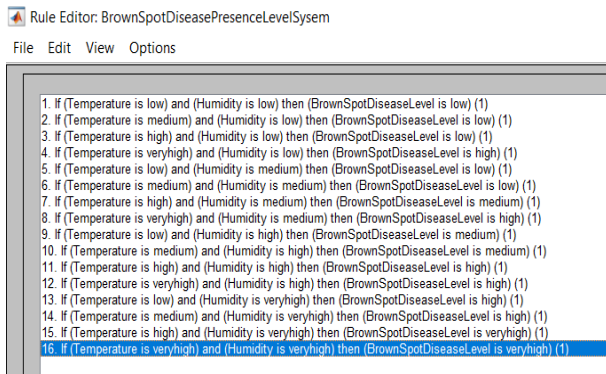 Rule Editor: BrownSpotDiseasePresenceLevelSysem
File Edit View Options
1. If (Temperature is low) and (Humidity is low) then (BrownSpotDiseaseLevel is low) (1)
2. If (Temperature is medium) and (Humidity is low) then (BrownSpotDiseaseLevel is low) (1)
3. If (Temperature is high) and (Humidity is low) then (BrownSpotDiseaseLevel is low) (1)
4. If (Temperature is veryhigh) and (Humidity is low) then (BrownSpotDiseaseLevel is high) (1)
5. If (Temperature is low) and (Humidity is medium) then (BrownSpotDiseaseLevel is low) (1)
6. If (Temperature is medium) and (Humidity is medium) then (BrownSpotDiseaseLevel is low) (1)
7. If (Temperature is high) and (Humidity is medium) then (BrownSpotDiseaseLevel is medium) (1)
8. If (Temperature is veryhigh) and (Humidity is medium) then (BrownSpotDiseaseLevel is high) (1)
9. If (Temperature is low) and (Humidity is high) then (BrownSpotDiseaseLevel is medium) (1)
10. If (Temperature is medium) and (Humidity is high) then (BrownSpotDiseaseLevel is medium) (1)
11. If (Temperature is high) and (Humidity is high) then (BrownSpotDiseaseLevel is high) (1)
12. If (Temperature is veryhigh) and (Humidity is high) then (BrownSpotDiseaseLevel is high) (1)
13. If (Temperature is low) and (Humidity is veryhigh) then (BrownSpotDiseaseLevel is high) (1)
14. If (Temperature is medium) and (Humidity is veryhigh) then (BrownSpotDiseaseLevel is high) (1)
15. If (Temperature is high) and (Humidity is veryhigh) then (BrownSpotDiseaseLevel is veryhigh) (1)
16. If (Temperature is veryhigh) and (Humidity is veryhigh) then (BrownSpotDiseaseLevel is veryhigh) (1)